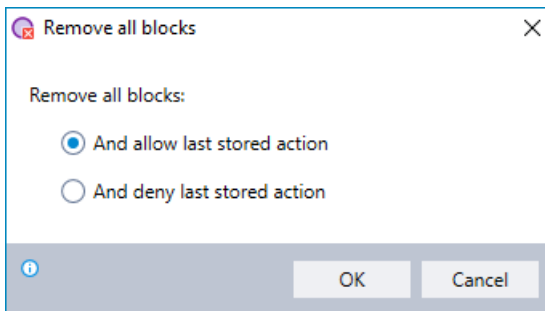 Remove all blocks
Remove all blocks:
And allow last stored action
And deny last stored action
OK
Cancel